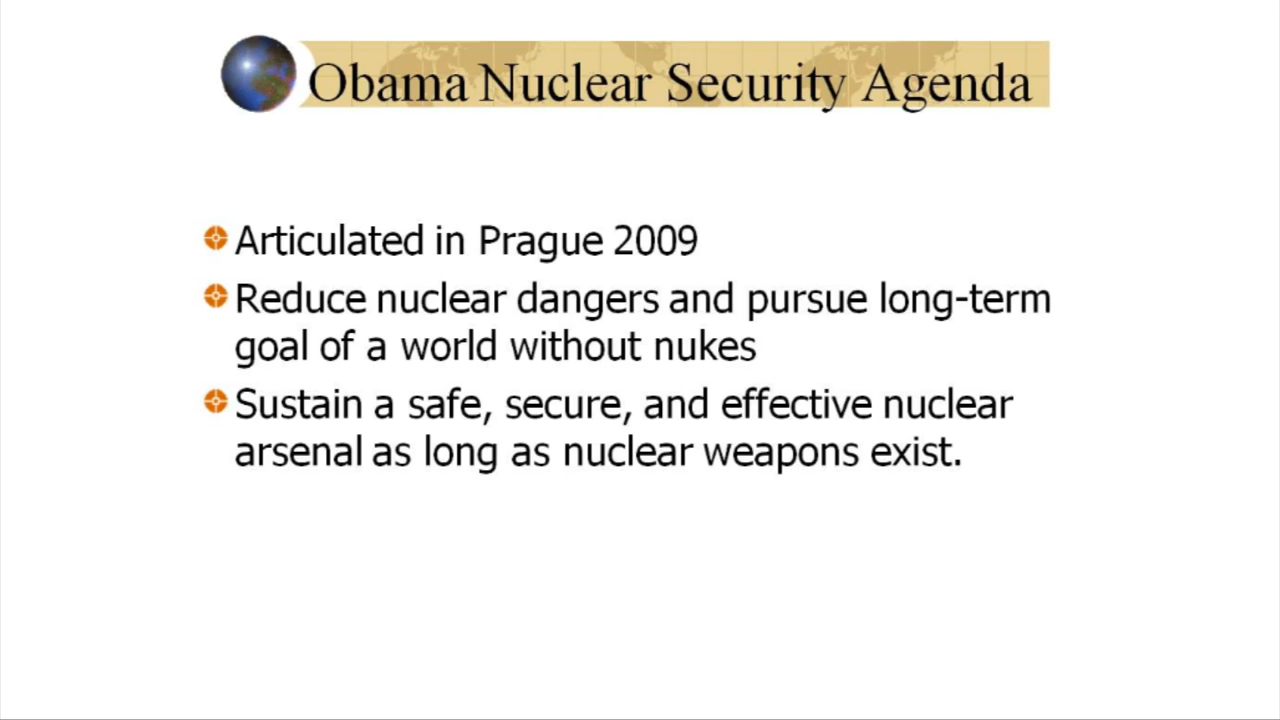 Obama Nuclear Security Agenda
Articulated in Prague 2009
Reduce nuclear dangers and pursue long-term
goal of a world without nukes
Sustain a safe, secure, and effective nuclear
arsenal as long as nuclear weapons exist.